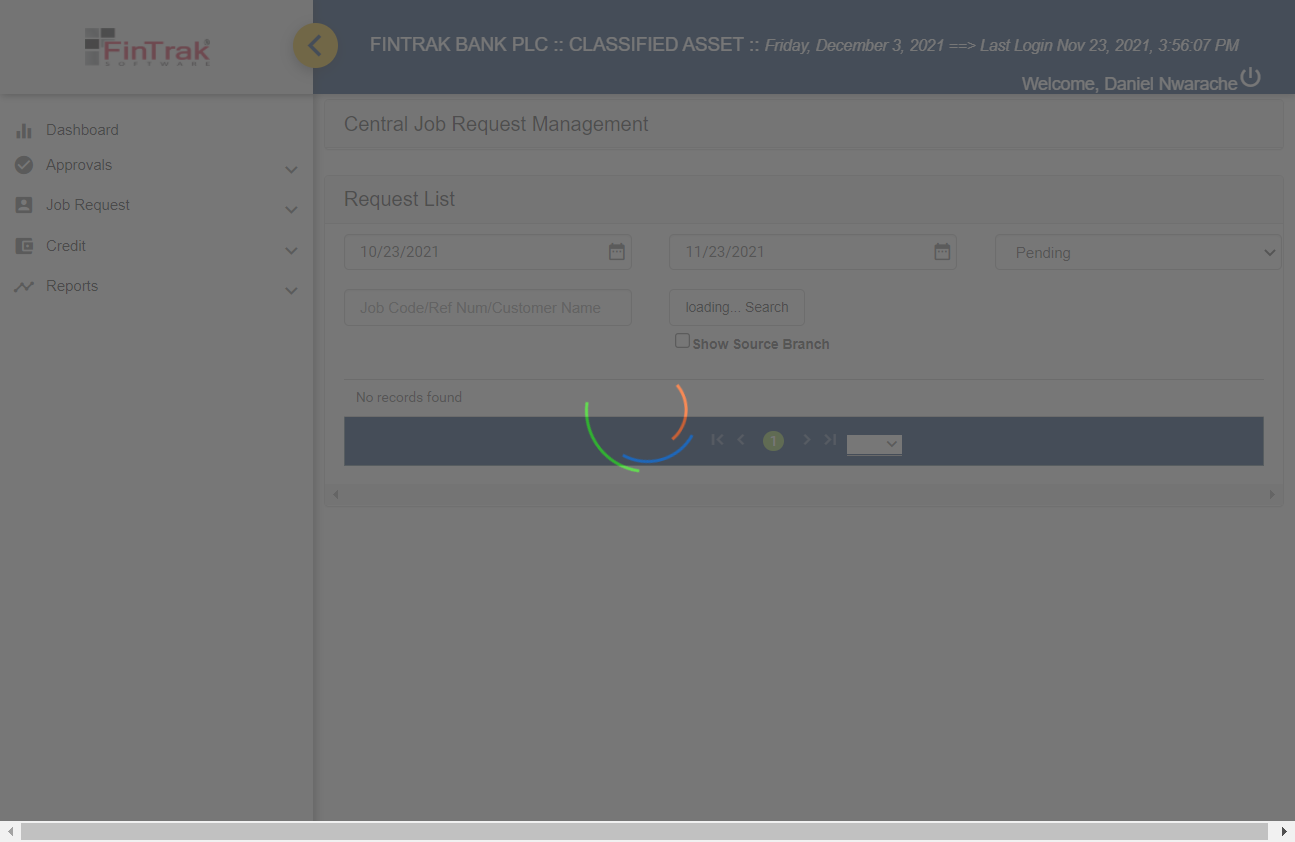 FinTrak
SOFTWARE
FINTRAK BANK PLC :: CLASSIFIED ASSET :: Friday, December 3, 2021 ==> Last Login Nov 23, 2021, 3:56:07 PM
Welcome, Daniel Nwarache
Dashboard
Approvals
Job Request
Credit
Reports
Central Job Request Management
Request List
10/23/2021
11/23/2021
Pending
Job Code/Ref Num/Customer Name
loading... Search
Show Source Branch
No records found
1